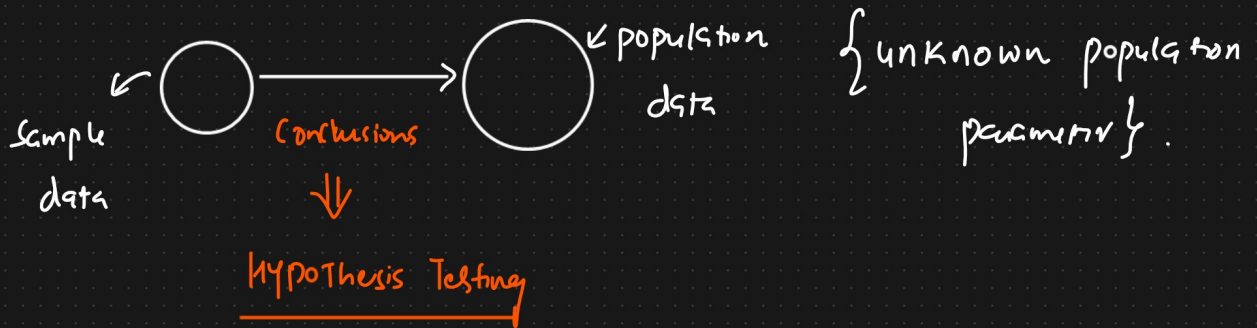 Sample
data
Conclusions
Hypothesis Testing
population
data
{unknown population
parameter}.